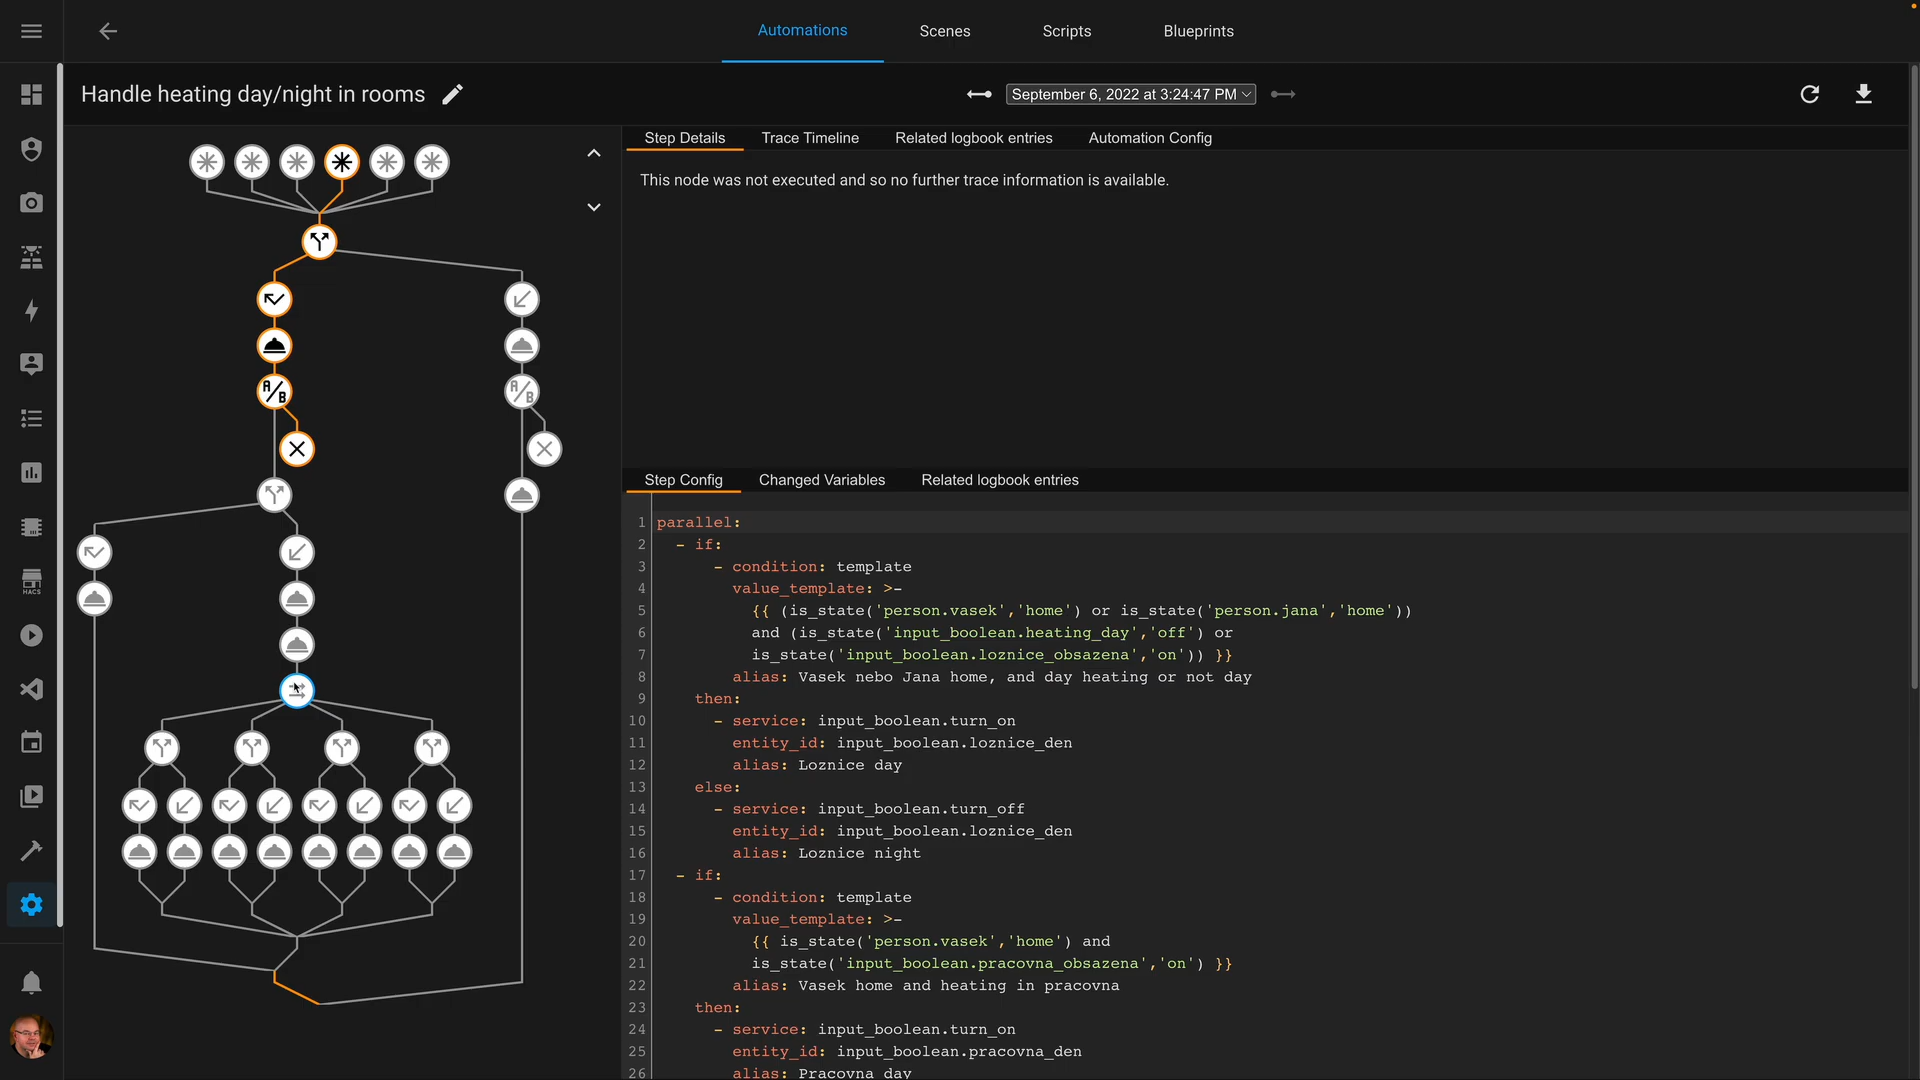 Automations
Scenes
Scripts
Blueprints
Handle heating day/night in rooms
September 6, 2022 at 3:24:47 PM
Step Details
Trace Timeline
Related logbook entries
Automation Config
This node was not executed and so no further trace information is available.
A/B
A/B
HACS
Step Config
Changed Variables
Related logbook entries
1 parallel:
2 - if:
3 - condition: template
4 value_template: >-
5 {{ (is_state('person.vasek','home') or is_state('person.jana','home'))
6 and (is_state('input_boolean.heating_day','off') or
7 is_state('input_boolean.loznice_obsazena','on')) }}
8 alias: Vasek nebo Jana home, and day heating or not day
9 then:
10 - service: input_boolean.turn_on
11 entity_id: input_boolean.loznice_den
12 alias: Loznice day
13 else:
14 - service: input_boolean.turn_off
15 entity_id: input_boolean.loznice_den
16 alias: Loznice night
17 - if:
18 - condition: template
19 value_template: >-
20 {{ is_state('person.vasek','home') and
21 is_state('input_boolean.pracovna_obsazena','on') }}
22 alias: Vasek home and heating in pracovna
23 then:
24 - service: input_boolean.turn_on
25 entity_id: input_boolean.pracovna_den
26 alias: Pracovna day